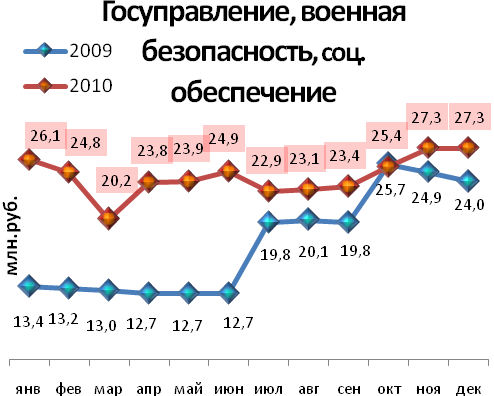 Госуправление, военная
безопасность, соц.
обеспечение
2009
2010
млн.руб.
26,1 24,8 20,2 23,8 23,9 24,9 22,9 23,1 23,4 25,4 27,3 27,3
13,4 13,2 13,0 12,7 12,7 12,7 19,8 20,1 19,8 25,7 24,9 24,0
янв фев мар апр май июн июл авг сен окт ноя дек